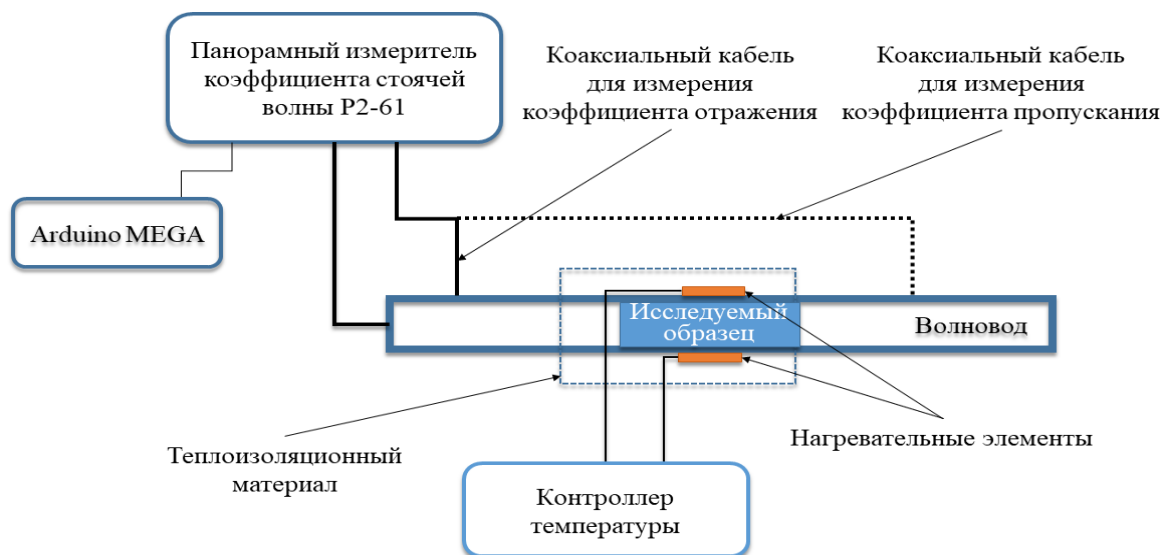 Панорамный измеритель
коэффициента стоячей
волны Р2-61
Коаксиальный кабель
для измерения
коэффициента отражения
Коаксиальный кабель
для измерения
коэффициента пропускания
Arduino MEGA
Исследуемый
образец
Волновод
Теплоизоляционный
материал
Нагревательные элементы
Контроллер
температуры